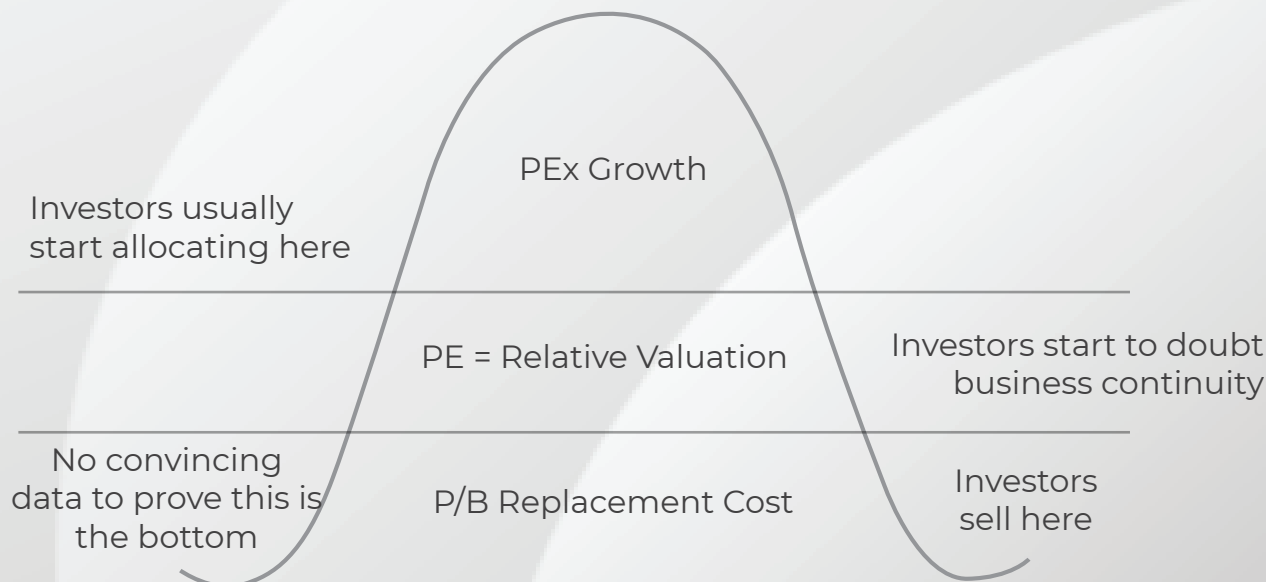 PEx Growth
Investors usually
start allocating here
PE = Relative Valuation
Investors start to doubt
business continuity
No convincing
data to prove this is
the bottom
P/B Replacement Cost
Investors
sell here